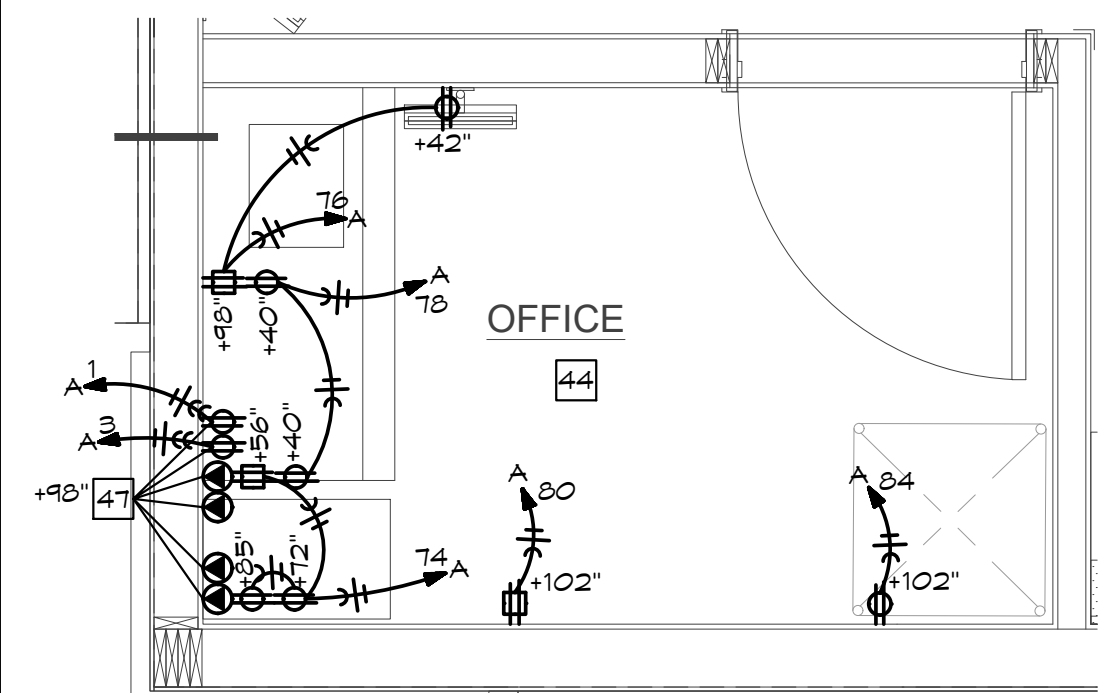 +42"
76
A
A
78
+98"
+40"
OFFICE
44
A 1
A 3
+56"
+40"
+98" 47
A
80
A
84
+85"
+72"
74 A
+102"
+102"